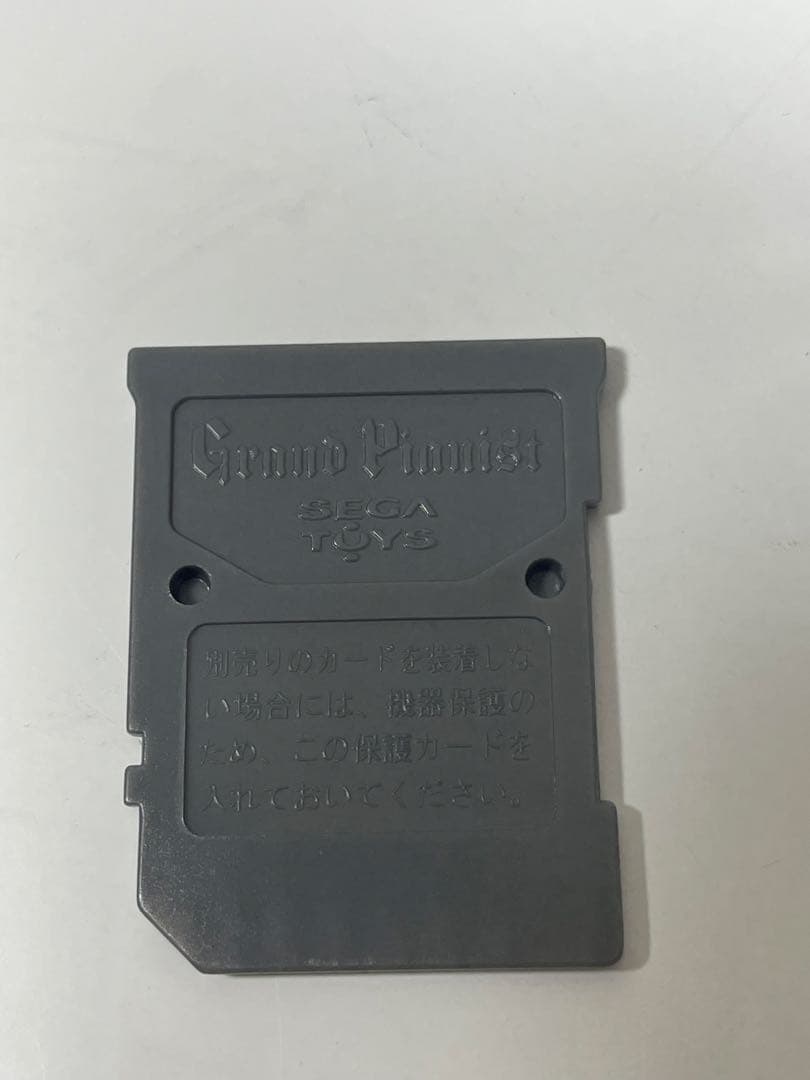 Grand Pianist
SEGA
TOYS
別売りのカードを装着しな
い場合には、機器保護の
ため、この保護カードを
入れておいてください。